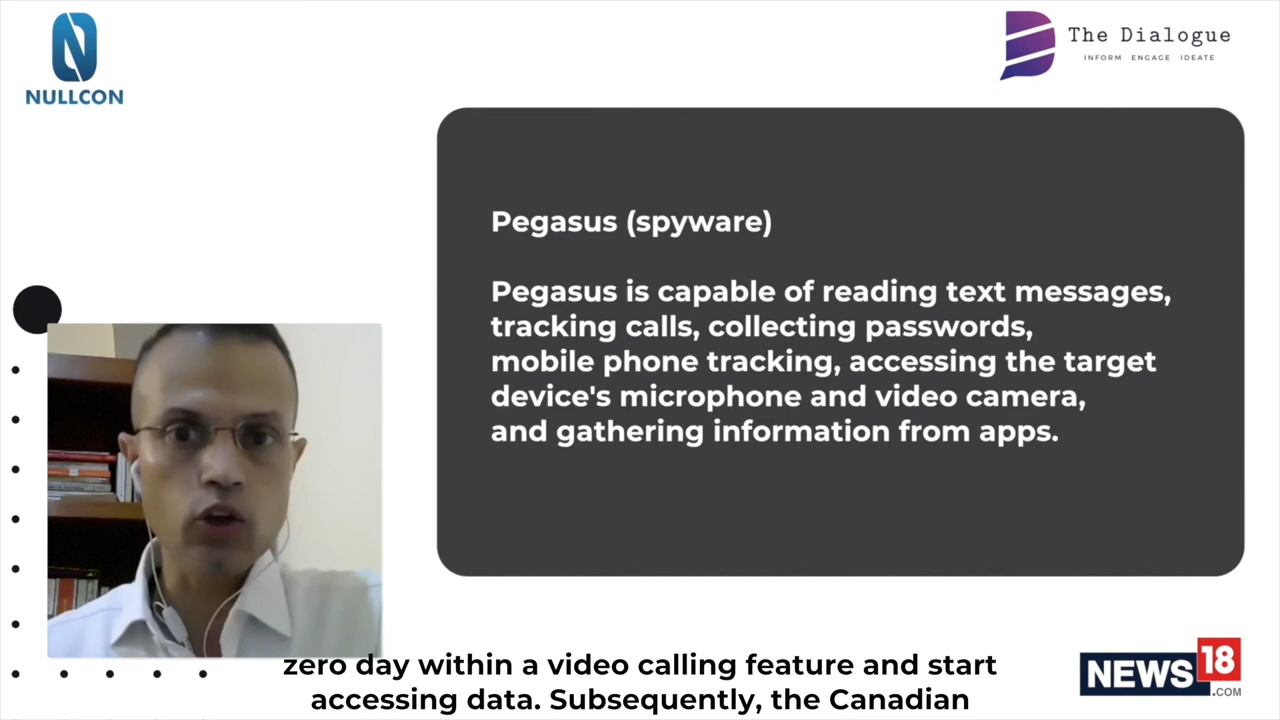 NULLCON
The Dialogue
INFORM ENGAGE IDEATE
Pegasus (spyware)
Pegasus is capable of reading text messages,
tracking calls, collecting passwords,
mobile phone tracking, accessing the target
device's microphone and video camera,
and gathering information from apps.
zero day within a video calling feature and start
accessing data. Subsequently, the Canadian
NEWS18
.COM